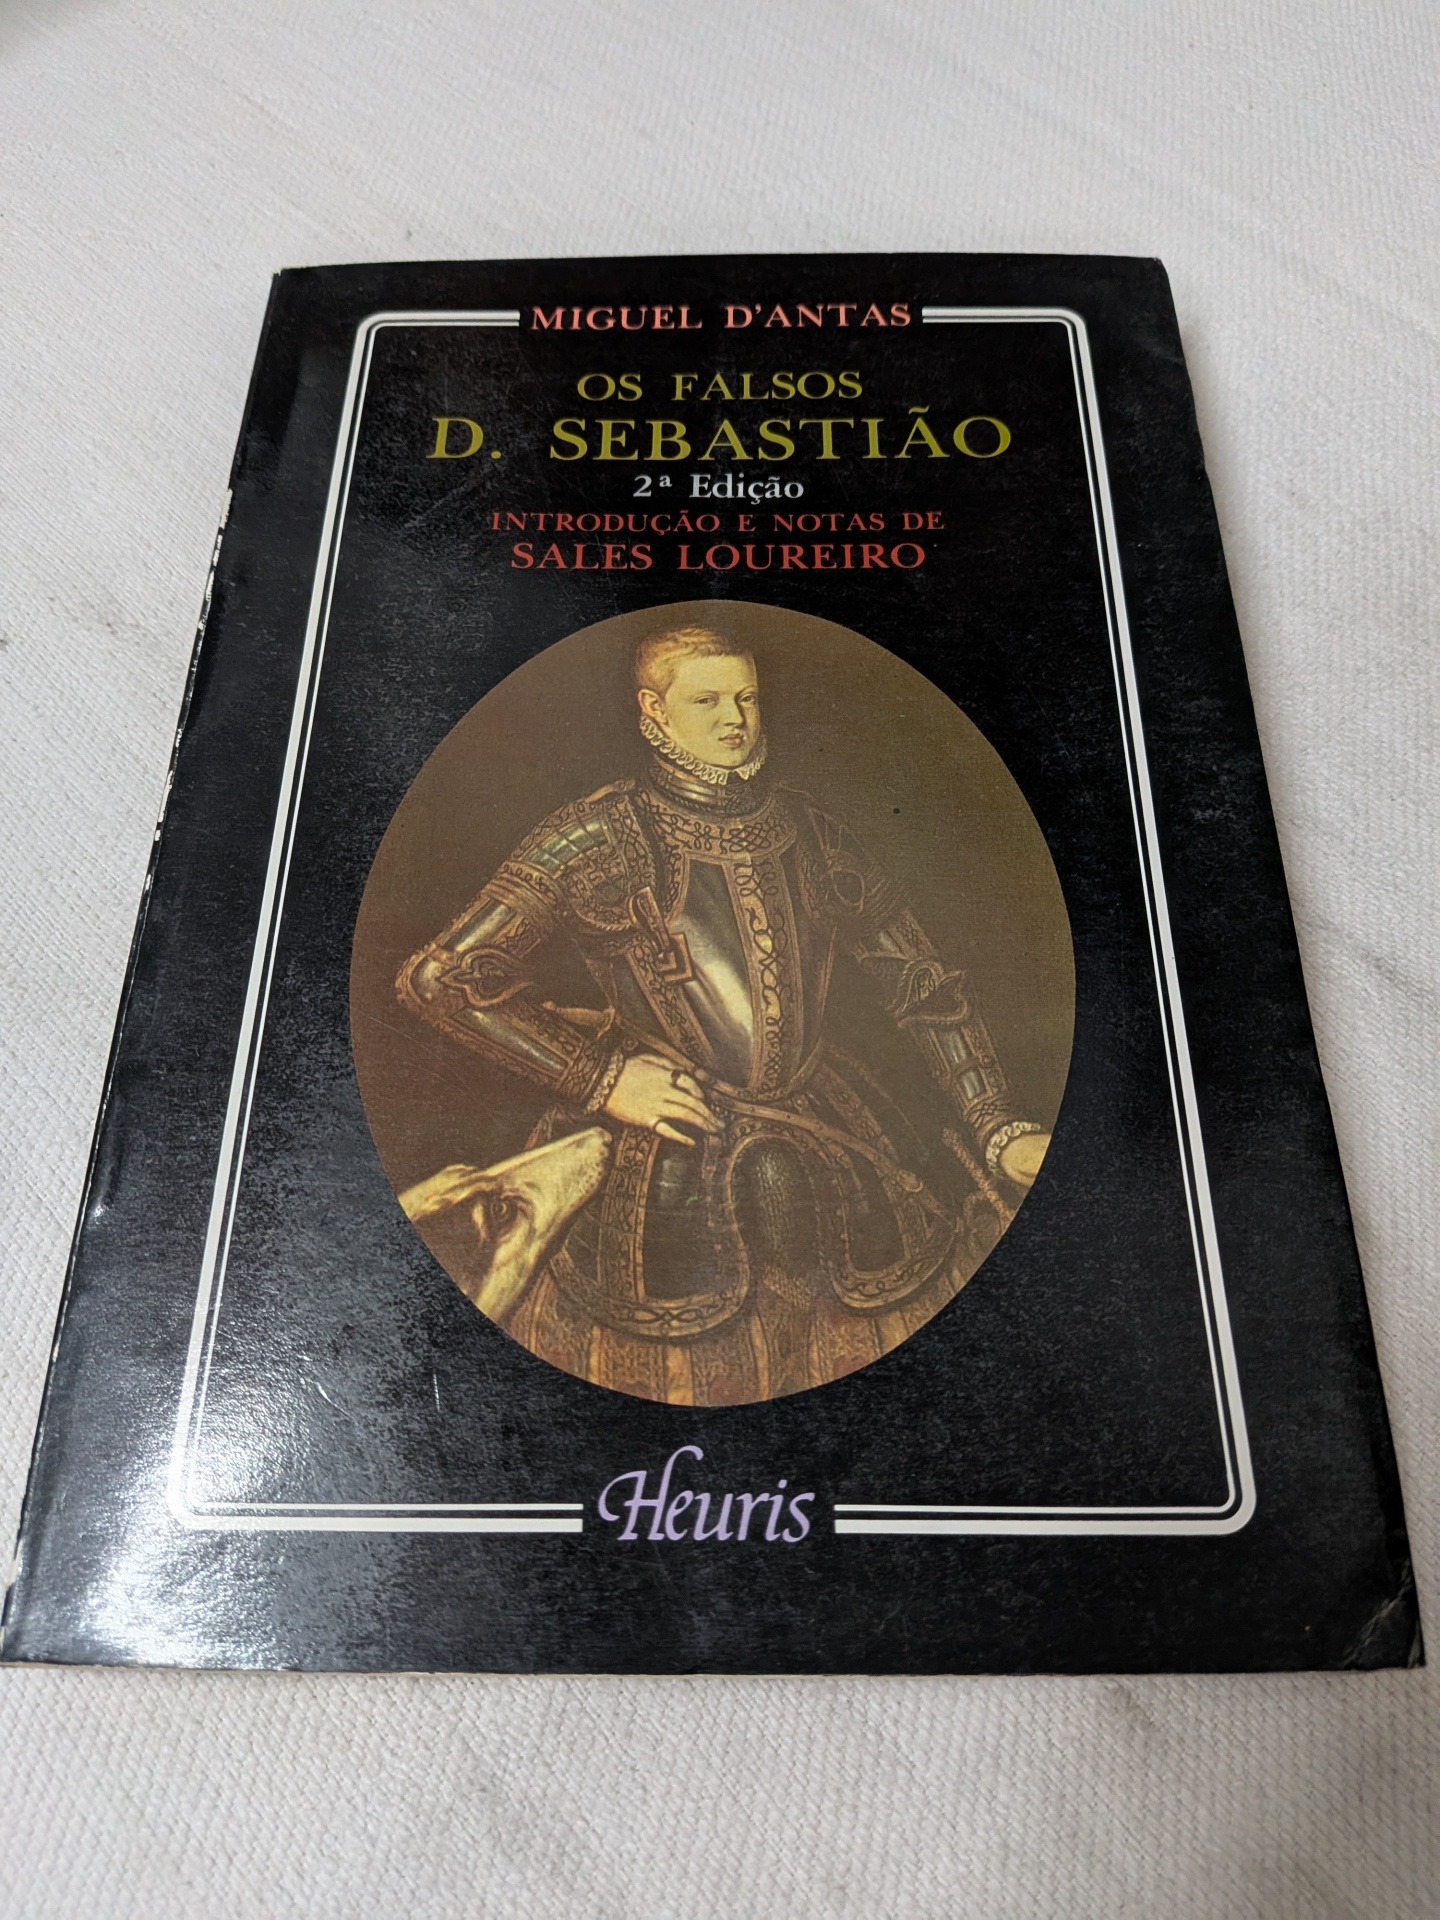 MIGUEL D'ANTAS
OS FALSOS
D. SEBASTIÃO
2ª Edição
INTRODUÇÃO E NOTAS DE
SALES LOUREIRO
Heuris